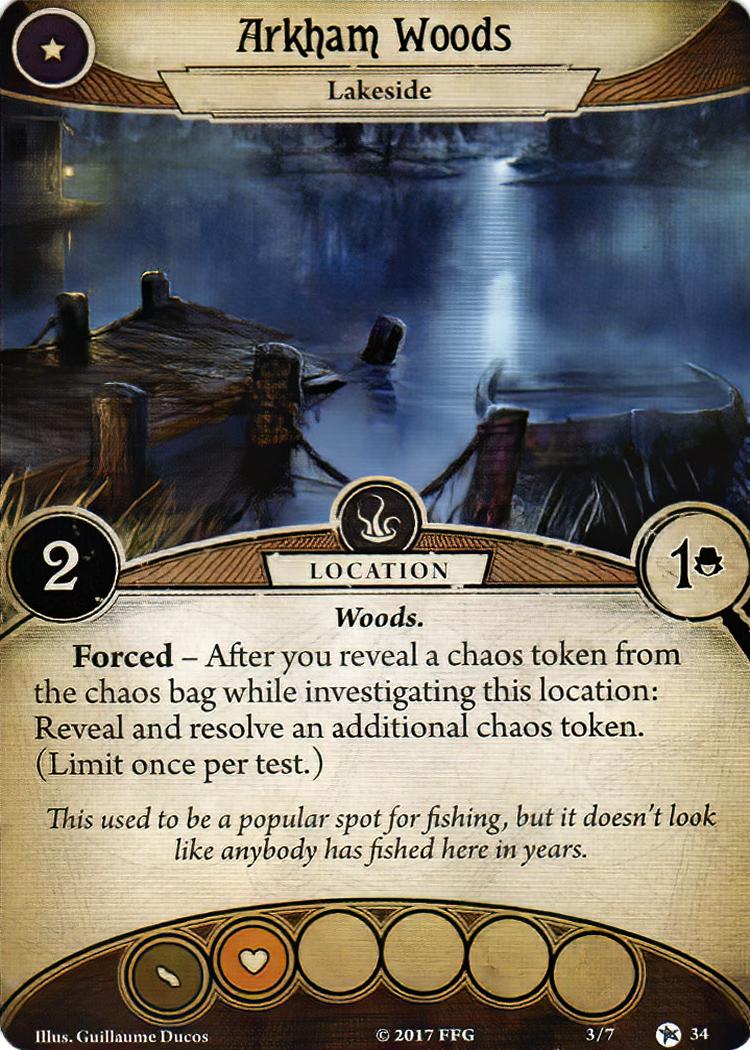 Arkham Woods
Lakeside
2
1
LOCATION
Woods.
Forced – After you reveal a chaos token from
the chaos bag while investigating this location:
Reveal and resolve an additional chaos token.
(Limit once per test.)
This used to be a popular spot for fishing, but it doesn't look
like anybody has fished here in years.
Illus. Guillaume Ducos
© 2017 FFG
3/7
34